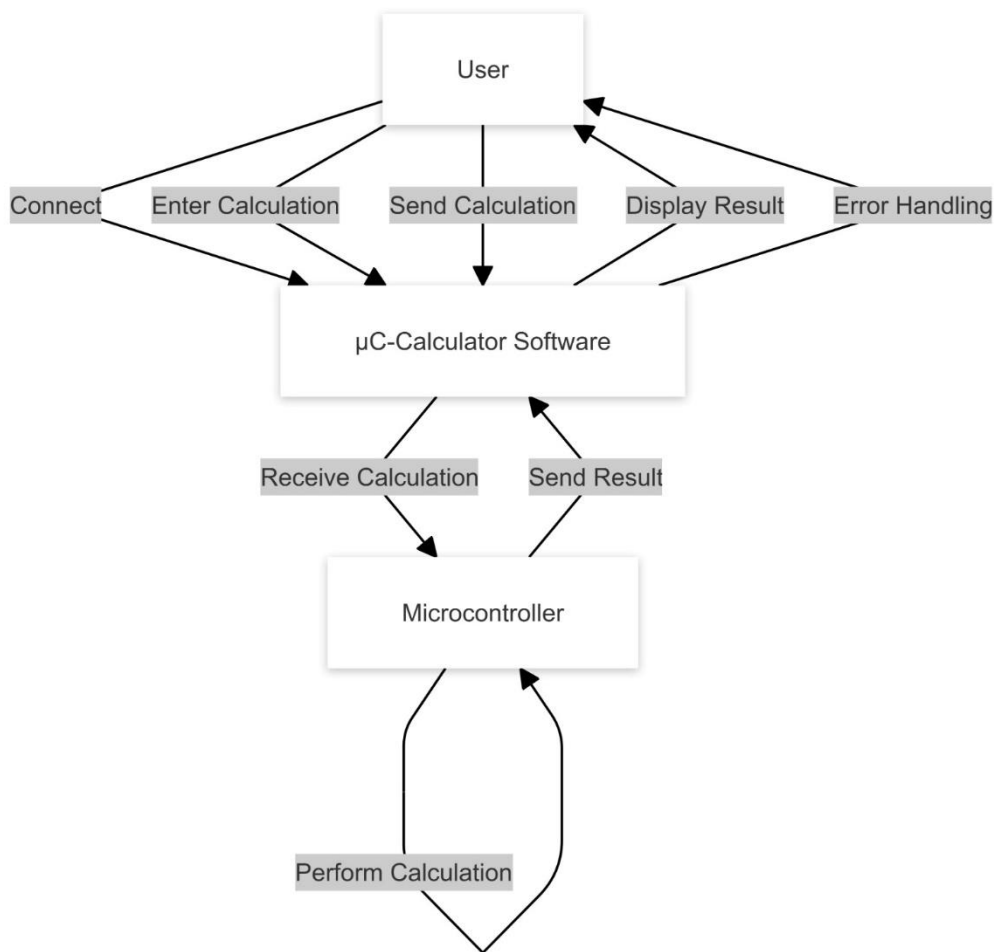 User
Connect
Enter Calculation
Send Calculation
Display Result
Error Handling
µC-Calculator Software
Receive Calculation
Send Result
Microcontroller
Perform Calculation